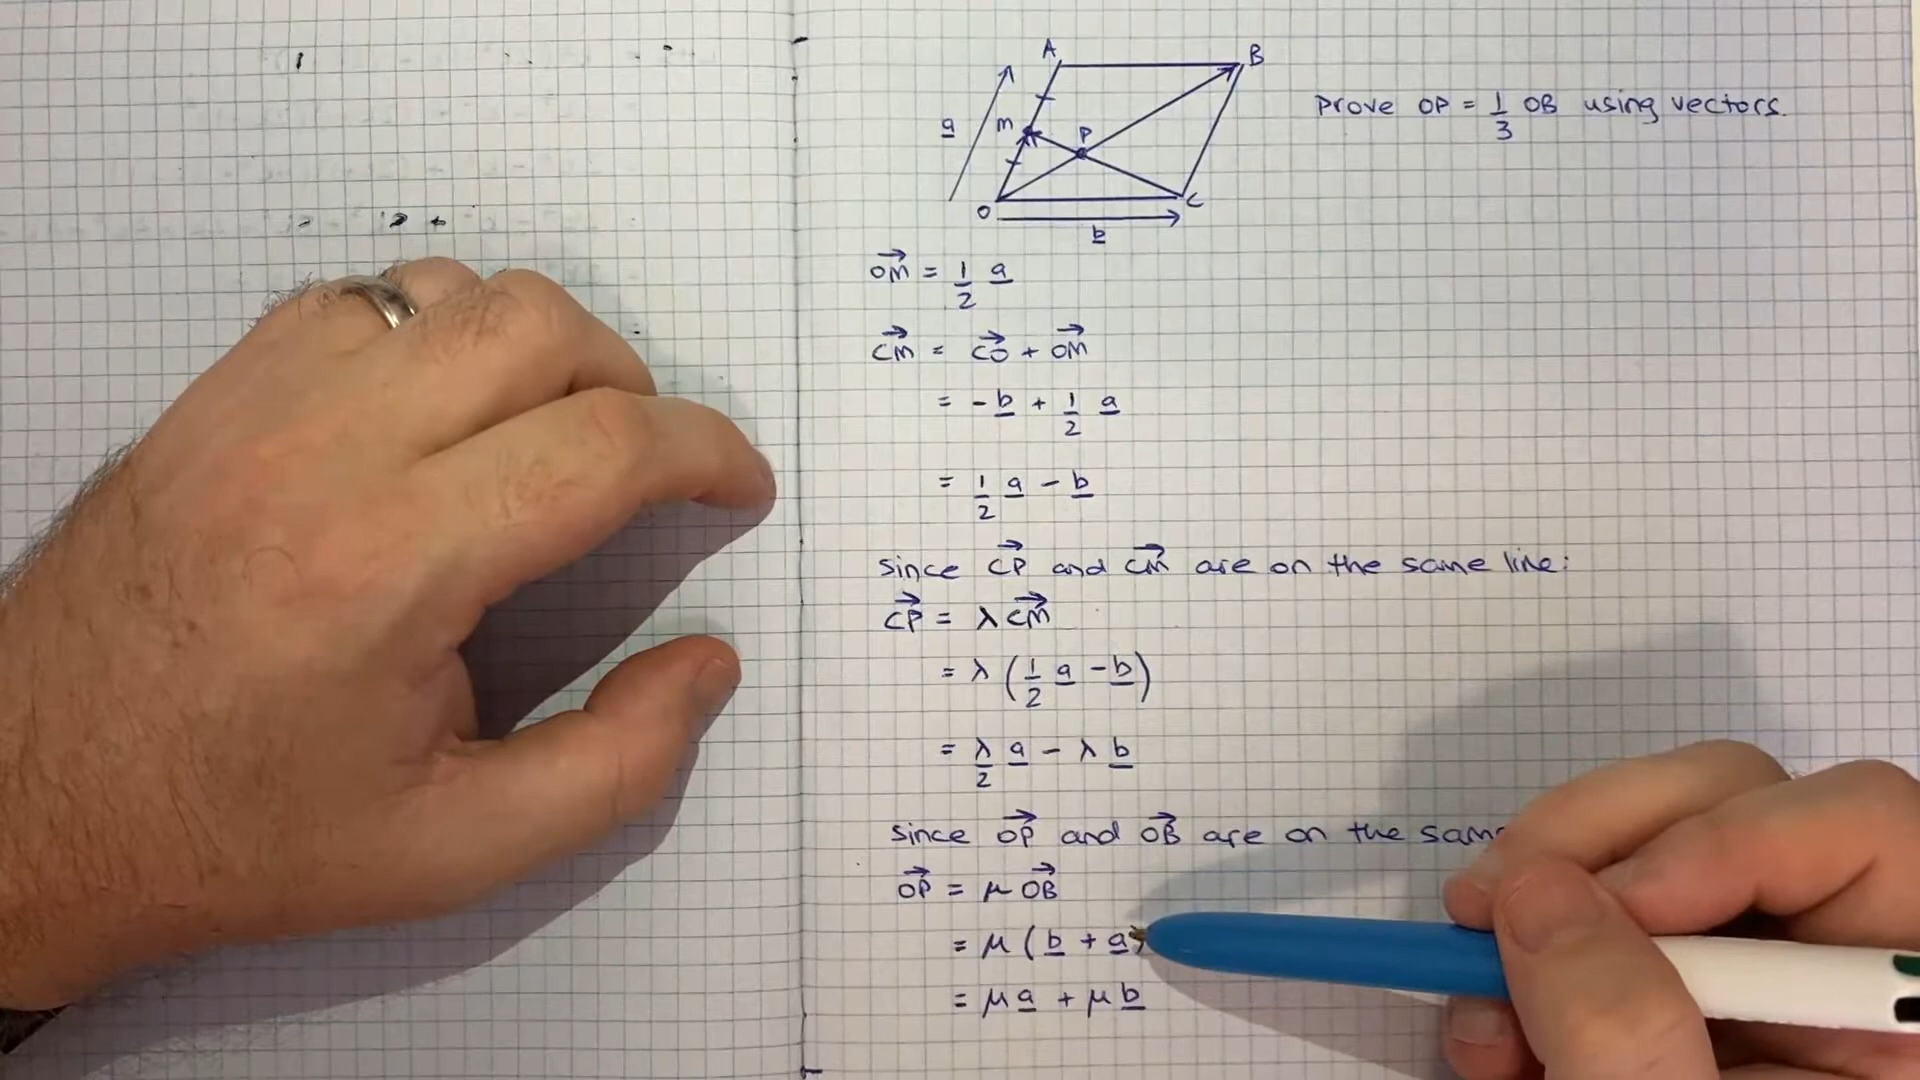 A
B
a
M
P
O
C
b
Prove OP = 1/3 OB using vectors.
OM→ = 1/2 a
CM→ = CO→ + OM→
= -b + 1/2 a
= 1/2 a - b
Since CP→ and CM→ are on the same line:
CP→ = λ CM→
= λ (1/2 a - b)
= λ/2 a - λ b
Since OP→ and OB→ are on the same
OP→ = μ OB→
= μ (b + a)
= μ a + μ b